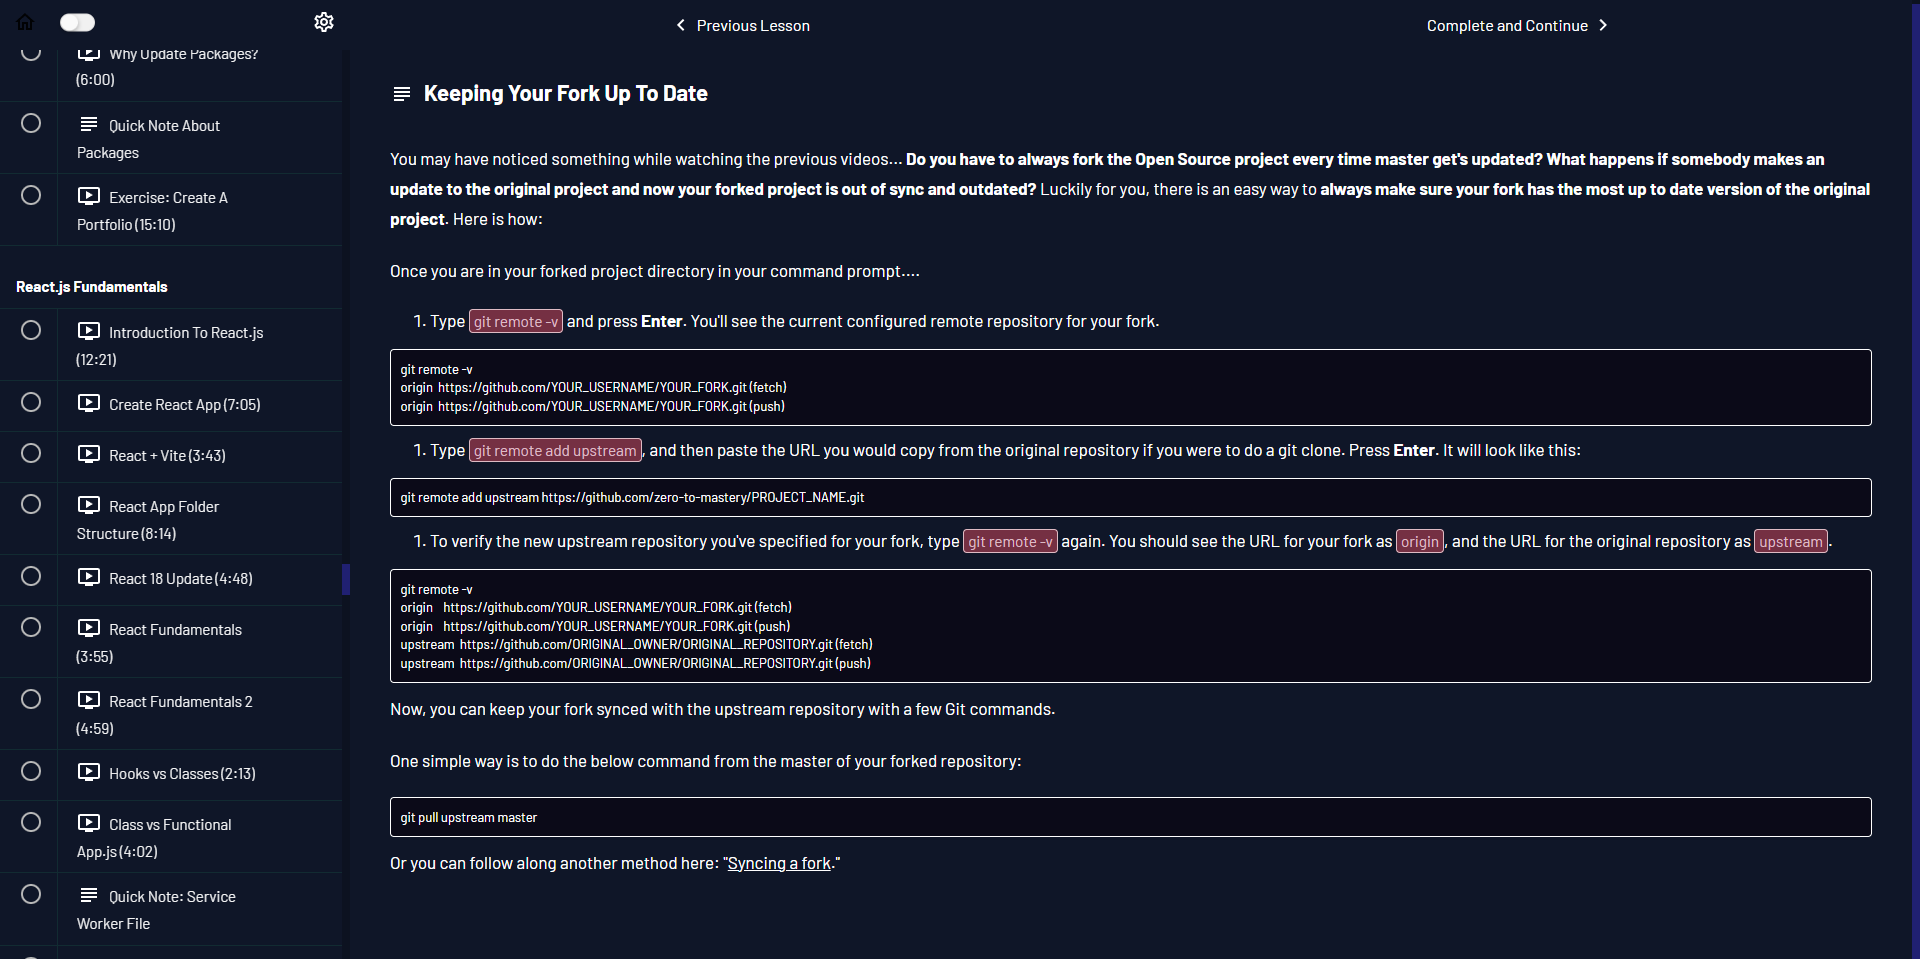 Previous Lesson
Complete and Continue
Why Update Packages?
(6:00)
Quick Note About
Packages
Exercise: Create A
Portfolio (15:10)
React.js Fundamentals
Introduction To React.js
(12:21)
Create React App (7:05)
React + Vite (3:43)
React App Folder
Structure (8:14)
React 18 Update (4:48)
React Fundamentals
(3:55)
React Fundamentals 2
(4:59)
Hooks vs Classes (2:13)
Class vs Functional
App.js (4:02)
Quick Note: Service
Worker File
Keeping Your Fork Up To Date
You may have noticed something while watching the previous videos... Do you have to always fork the Open Source project every time master get's updated? What happens if somebody makes an
update to the original project and now your forked project is out of sync and outdated? Luckily for you, there is an easy way to always make sure your fork has the most up to date version of the original
project. Here is how:
Once you are in your forked project directory in your command prompt....
1. Type git remote -v and press Enter. You'll see the current configured remote repository for your fork.
git remote -v
origin https://github.com/YOUR_USERNAME/YOUR_FORK.git (fetch)
origin https://github.com/YOUR_USERNAME/YOUR_FORK.git (push)
1. Type git remote add upstream, and then paste the URL you would copy from the original repository if you were to do a git clone. Press Enter. It will look like this:
git remote add upstream https://github.com/zero-to-mastery/PROJECT_NAME.git
1. To verify the new upstream repository you've specified for your fork, type git remote -v again. You should see the URL for your fork as origin, and the URL for the original repository as upstream.
git remote -v
origin https://github.com/YOUR_USERNAME/YOUR_FORK.git (fetch)
origin https://github.com/YOUR_USERNAME/YOUR_FORK.git (push)
upstream https://github.com/ORIGINAL_OWNER/ORIGINAL_REPOSITORY.git (fetch)
upstream https://github.com/ORIGINAL_OWNER/ORIGINAL_REPOSITORY.git (push)
Now, you can keep your fork synced with the upstream repository with a few Git commands.
One simple way is to do the below command from the master of your forked repository:
git pull upstream master
Or you can follow along another method here: "Syncing a fork."